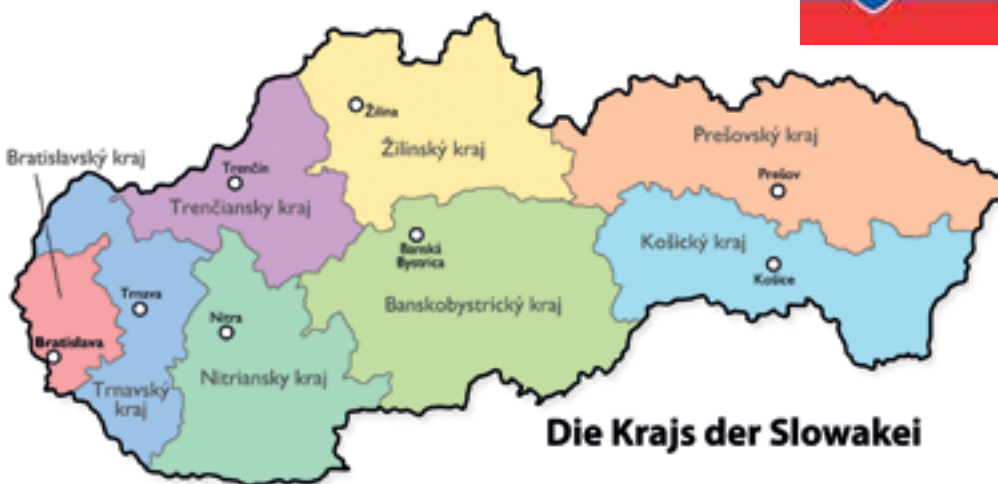 Žilina
Žilinský kraj
Prešovský kraj
Prešov
Bratislavský kraj
Trenčín
Trenčiansky kraj
Banská
Bystrica
Košický kraj
Košice
Trnava
Nitra
Banskobystrický kraj
Bratislava
Nitriansky kraj
Trnavský
kraj
Die Krajs der Slowakei